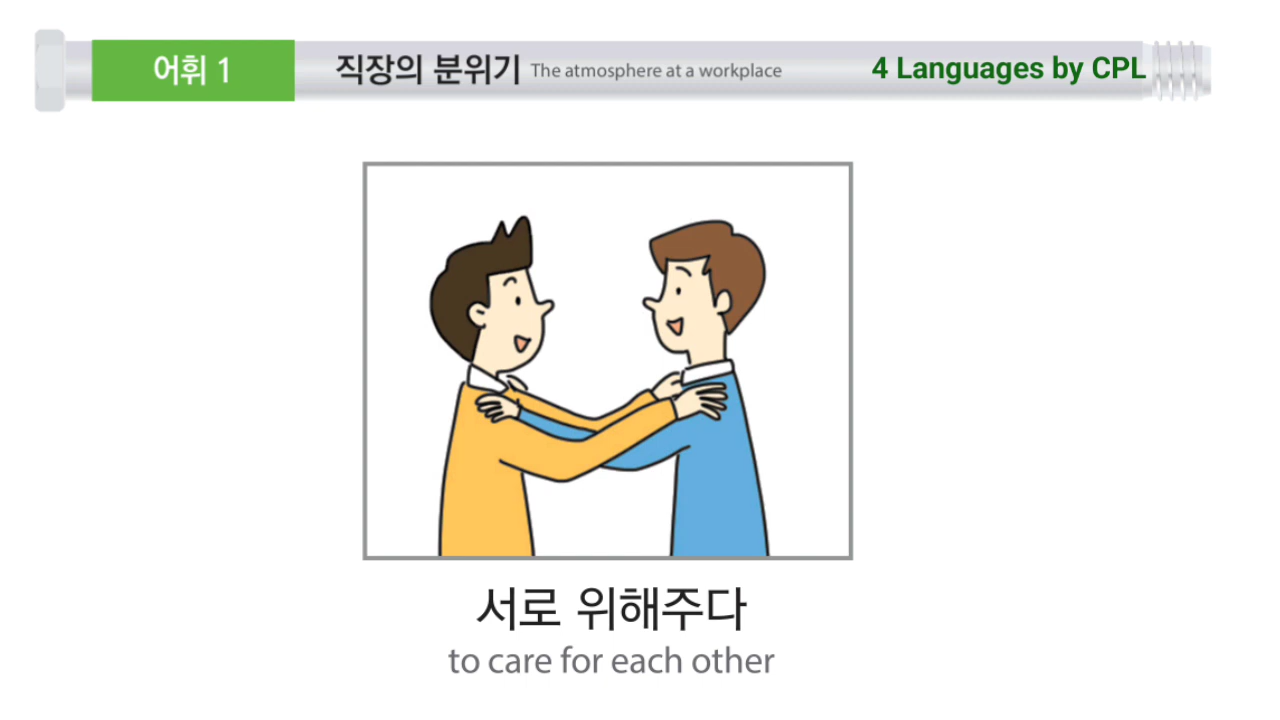 어휘 1 직장의 분위기 The atmosphere at a workplace 4 Languages by CPL
서로 위해주다
to care for each other